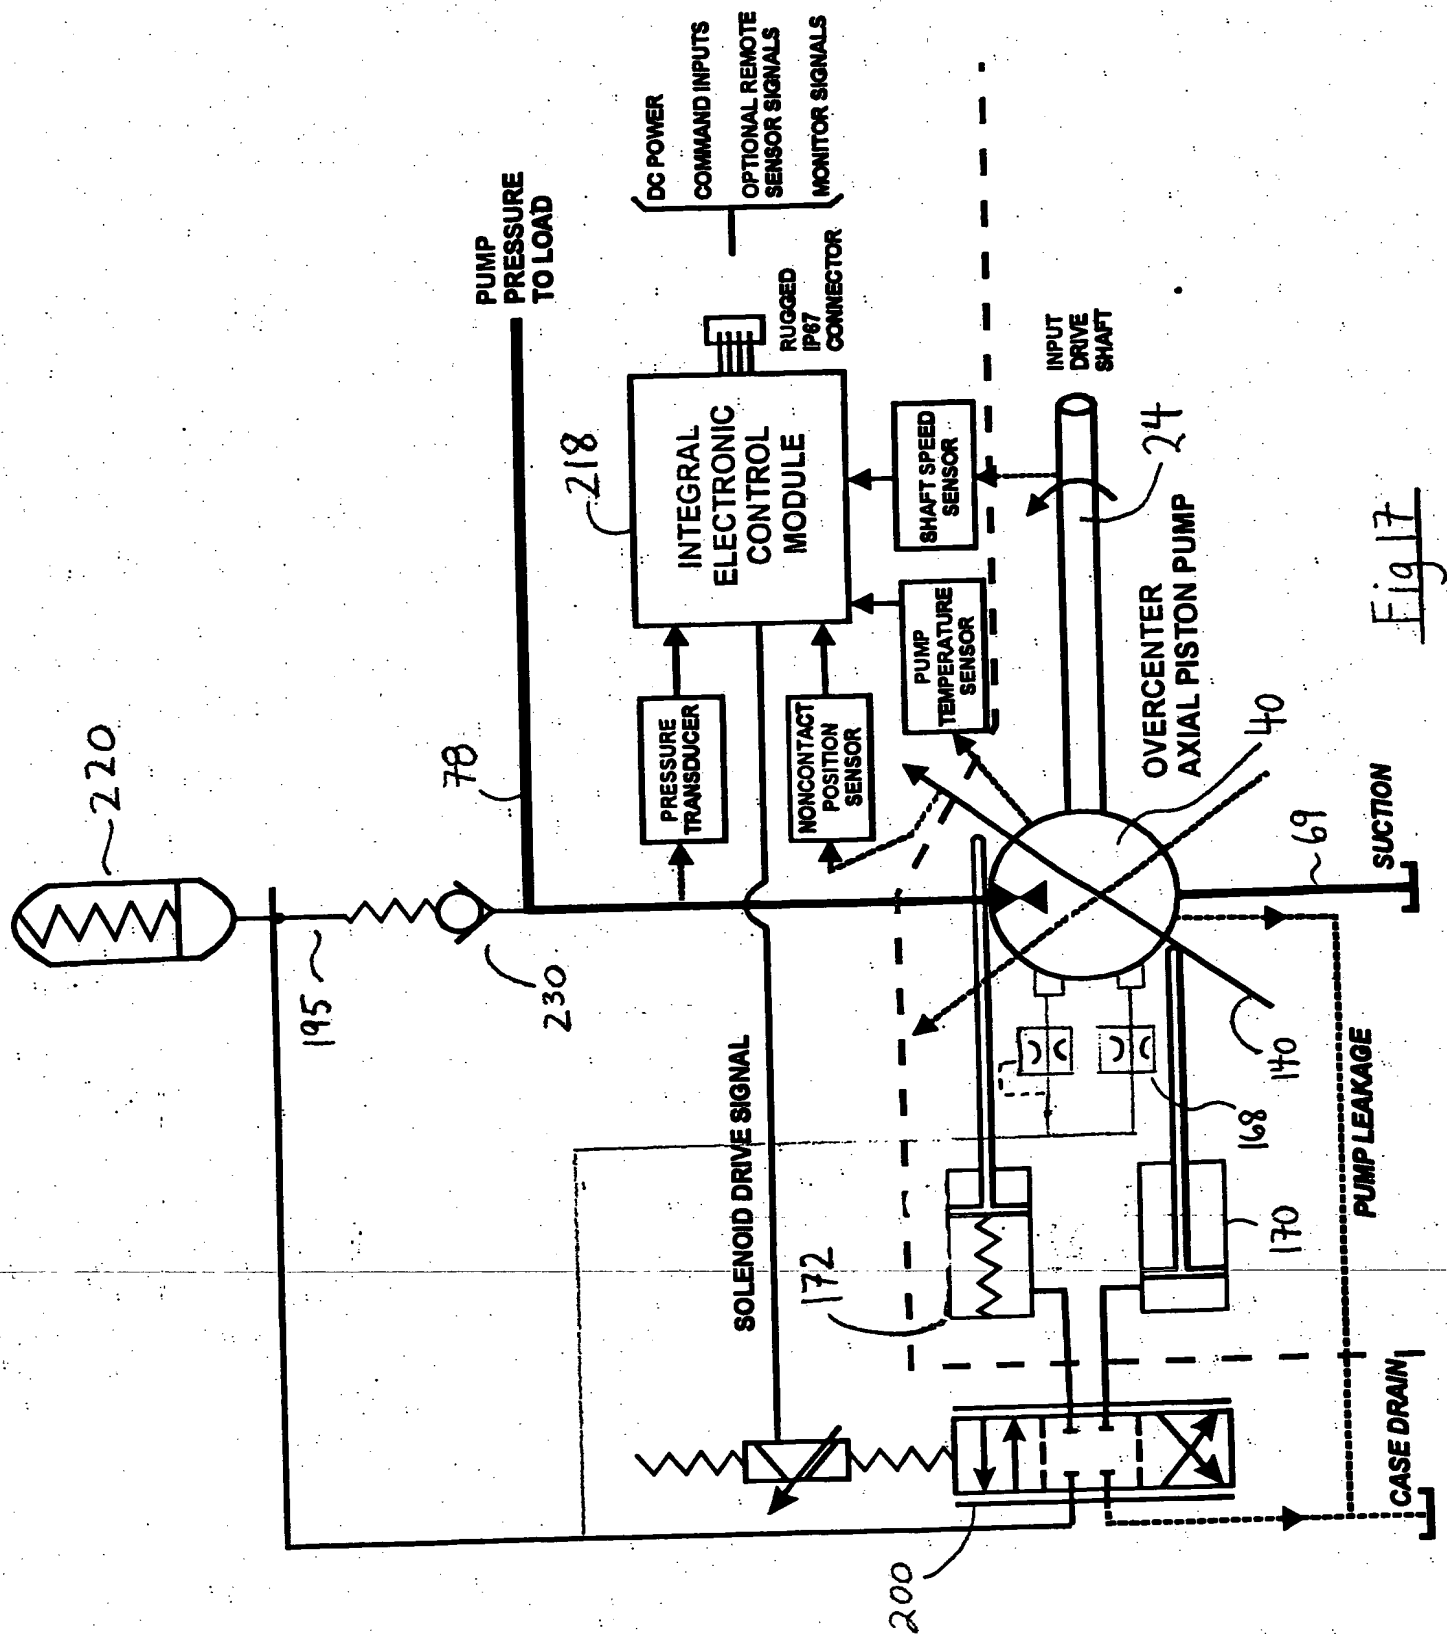 220
195
230
78
PUMP
PRESSURE
TO LOAD
218
INTEGRAL
ELECTRONIC
CONTROL
MODULE
DC POWER
COMMAND INPUTS
OPTIONAL REMOTE
SENSOR SIGNALS
MONITOR SIGNALS
RUGGED
IP67
CONNECTOR
PRESSURE
TRANSDUCER
NONCONTACT
POSITION
SENSOR
PUMP
TEMPERATURE
SENSOR
SHAFT SPEED
SENSOR
INPUT
DRIVE
SHAFT
24
SOLENOID DRIVE SIGNAL
172
170
168
140
40
OVERCENTER
AXIAL PISTON PUMP
69
SUCTION
PUMP LEAKAGE
CASE DRAIN
200
Fig 17